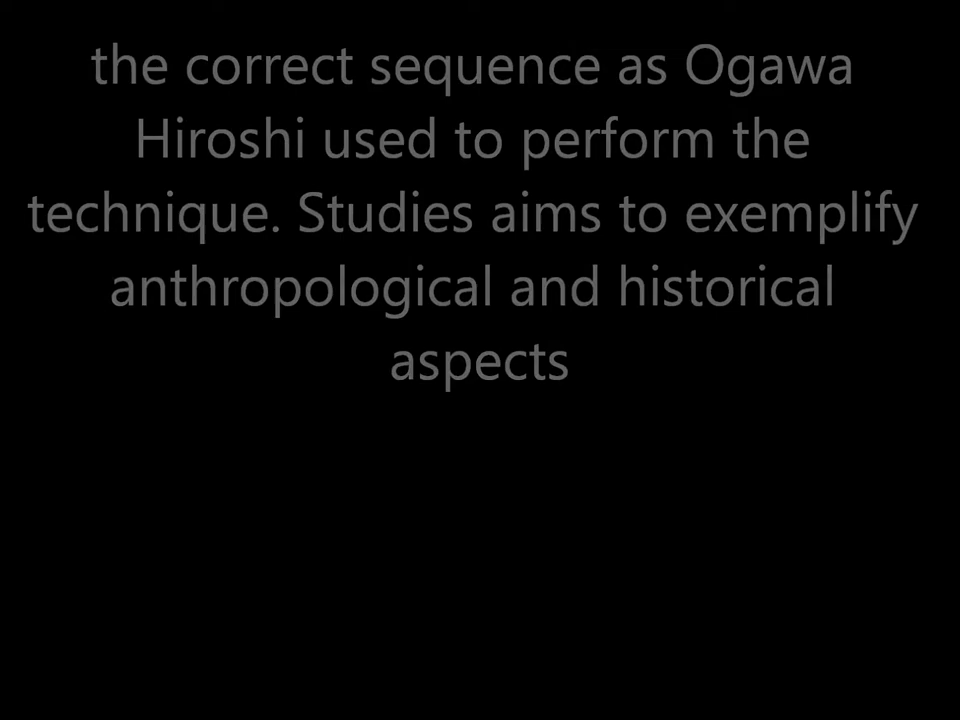 the correct sequence as Ogawa
Hiroshi used to perform the
technique. Studies aims to exemplify
anthropological and historical
aspects